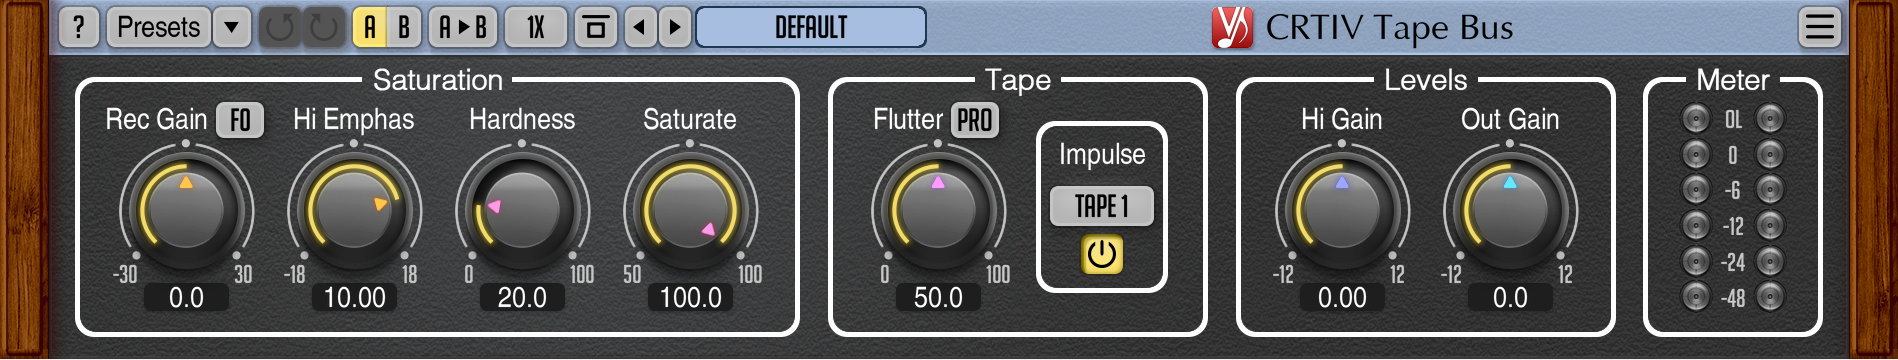 ? Presets A B A B 1X DEFAULT CRTIV Tape Bus
Saturation Tape Levels Meter
Rec Gain FO Hi Emphas Hardness Saturate
-30 30 -18 18 0 100 50 100
0.0 10.00 20.0 100.0
Flutter PRO Impulse
TAPE 1
0 100
50.0
Hi Gain Out Gain
-12 12 -12 12
0.00 0.0
OL
0
-6
-12
-24
-48